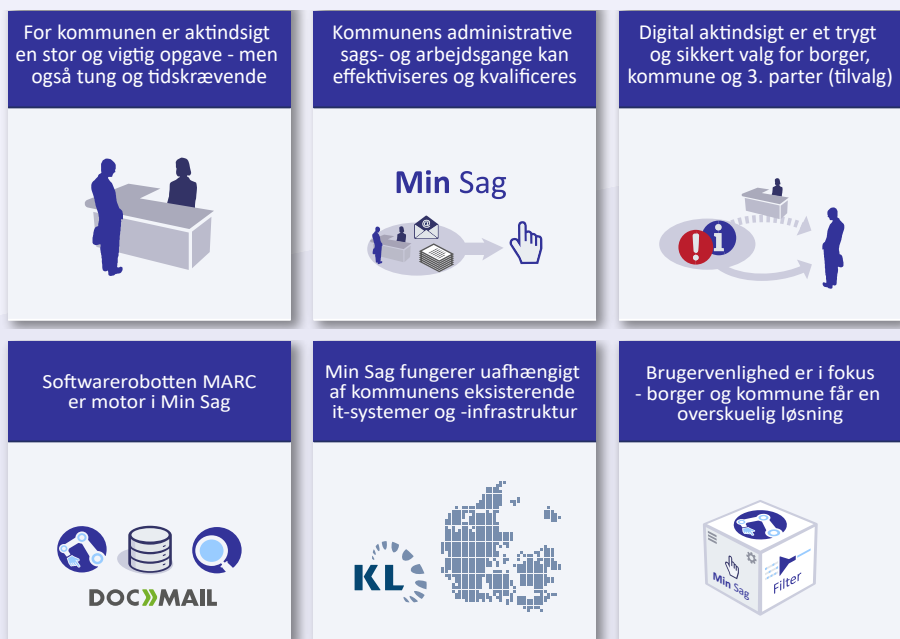 For kommunen er aktindsigt
en stor og vigtig opgave - men
også tung og tidskrævende
Kommunens administrative
sags- og arbejdsgange kan
effektiviseres og kvalificeres
Digital aktindsigt er et trygt
og sikkert valg for borger,
kommune og 3. parter (tilvalg)
Min Sag
@
Softwarerobotten MARC
er motor i Min Sag
Min Sag fungerer uafhængigt
af kommunens eksisterende
it-systemer og -infrastruktur
Brugervenlighed er i fokus
- borger og kommune får en
overskuelig løsning
DOC»MAIL
KL
Min Sag
Filter